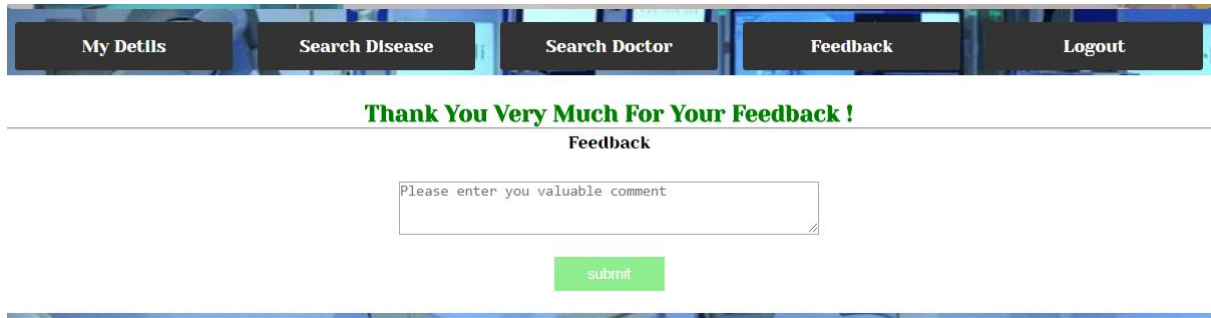 My Detils Search Disease Search Doctor Feedback Logout
Thank You Very Much For Your Feedback !
Feedback
Please enter you valuable comment
submit